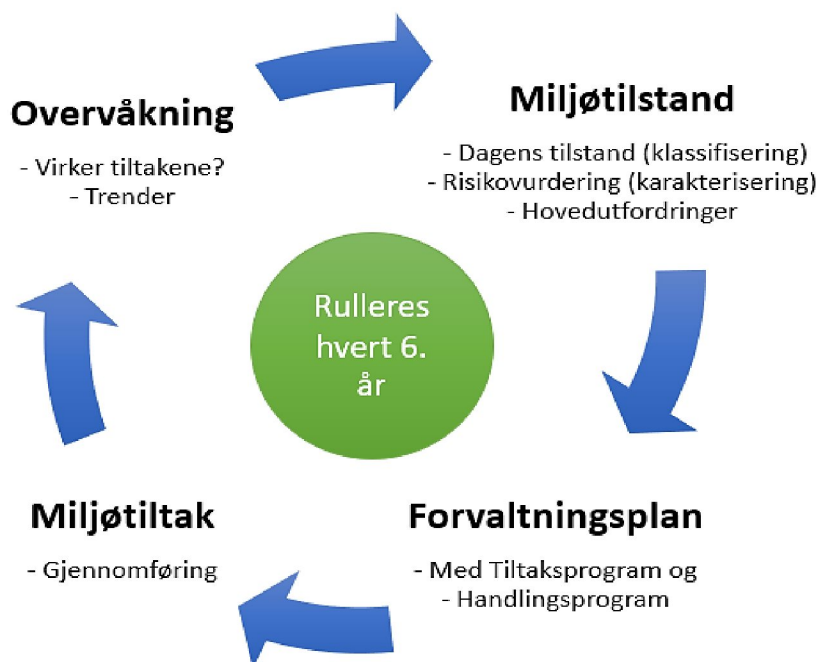 Overvåkning
- Virker tiltakene?
- Trender
Miljøtilstand
- Dagens tilstand (klassifisering)
- Risikovurdering (karakterisering)
- Hovedutfordringer
Rulleres
hvert 6.
år
Miljøtiltak
- Gjennomføring
Forvaltningsplan
- Med Tiltaksprogram og
- Handlingsprogram